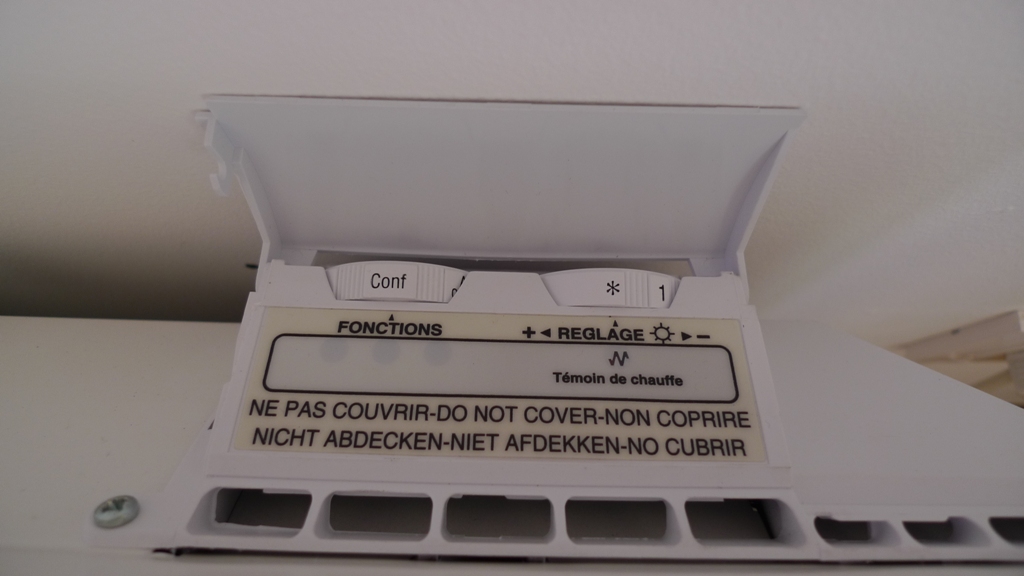 Conf
* 1
FONCTIONS
+ ◄ REGLAGE ☼ ► −
Témoin de chauffe
NE PAS COUVRIR-DO NOT COVER-NON COPRIRE
NICHT ABDECKEN-NIET AFDEKKEN-NO CUBRIR